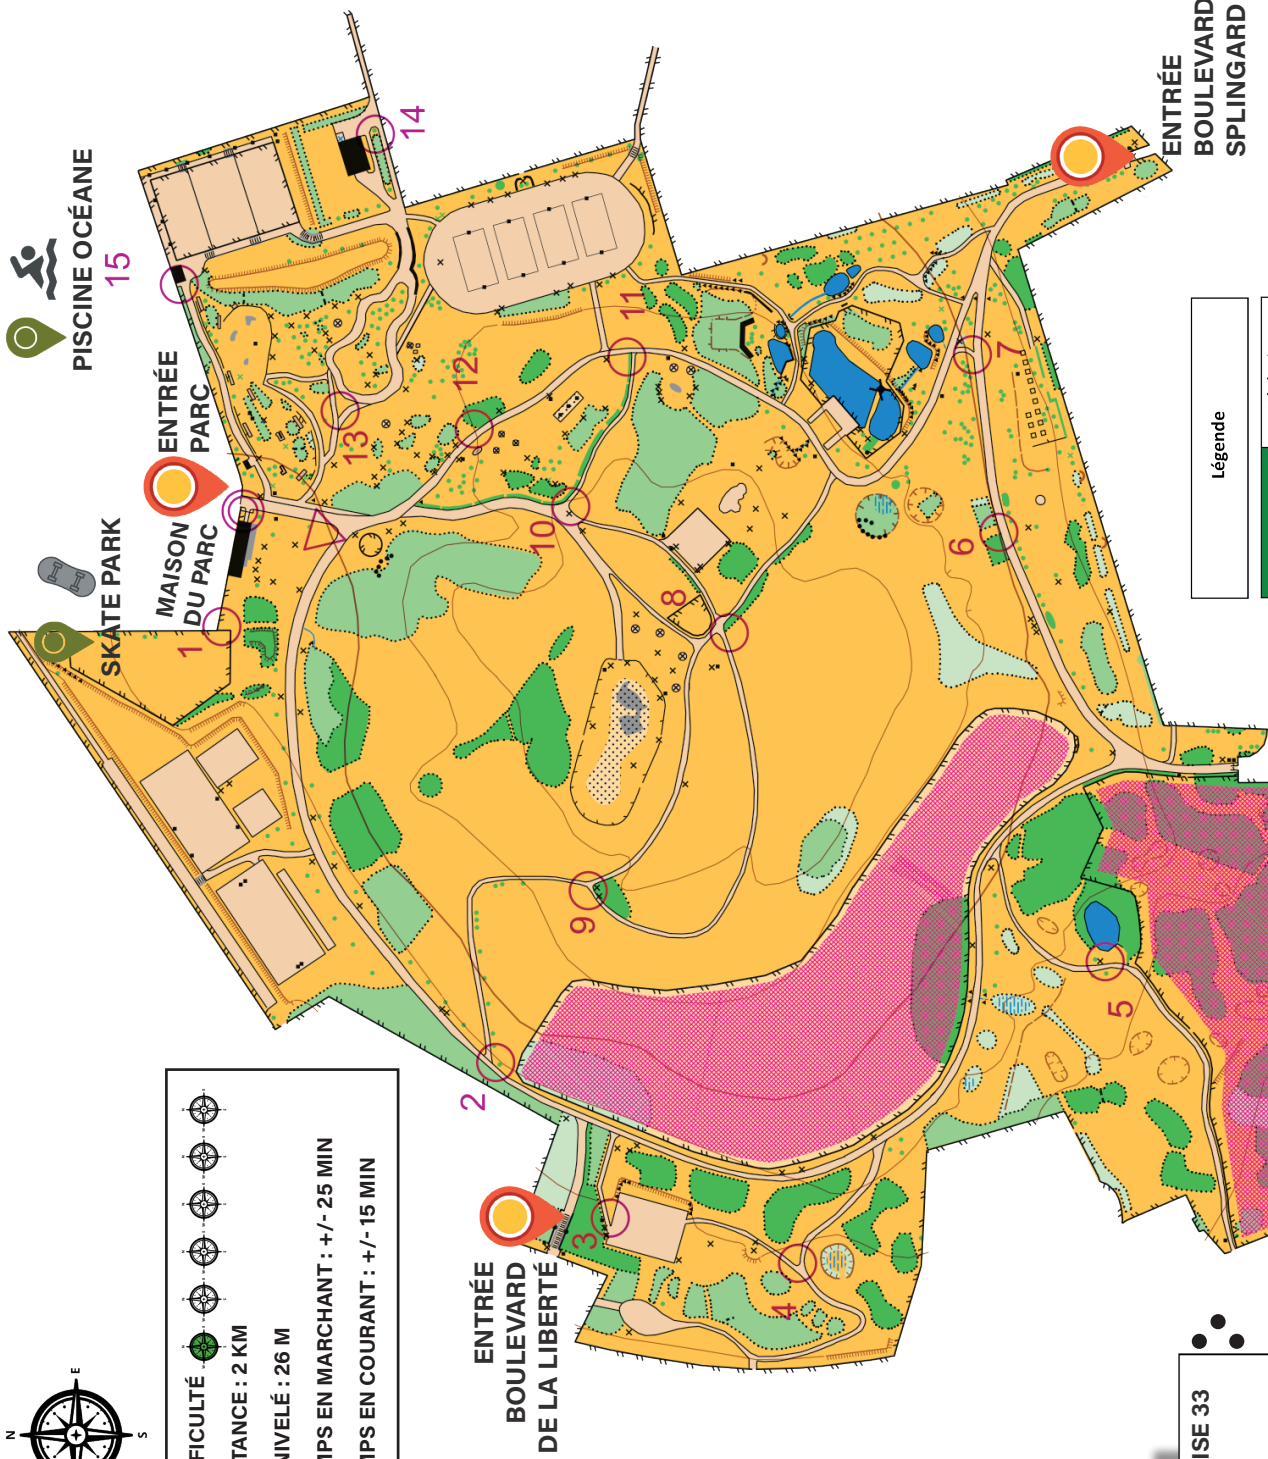 N
E
S
FICULTÉ
TANCE : 2 KM
NIVELÉ : 26 M
MPS EN MARCHANT : +/- 25 MIN
MPS EN COURANT : +/- 15 MIN
SKATE PARK
PISCINE OCÉANE
MAISON
DU PARC
ENTRÉE
PARC
ENTRÉE
BOULEVARD
DE LA LIBERTÉ
ENTRÉE
BOULEVARD
SPLINGARD
1
2
3
4
5
6
7
8
9
10
11
12
13
14
15
Légende
ISE 33